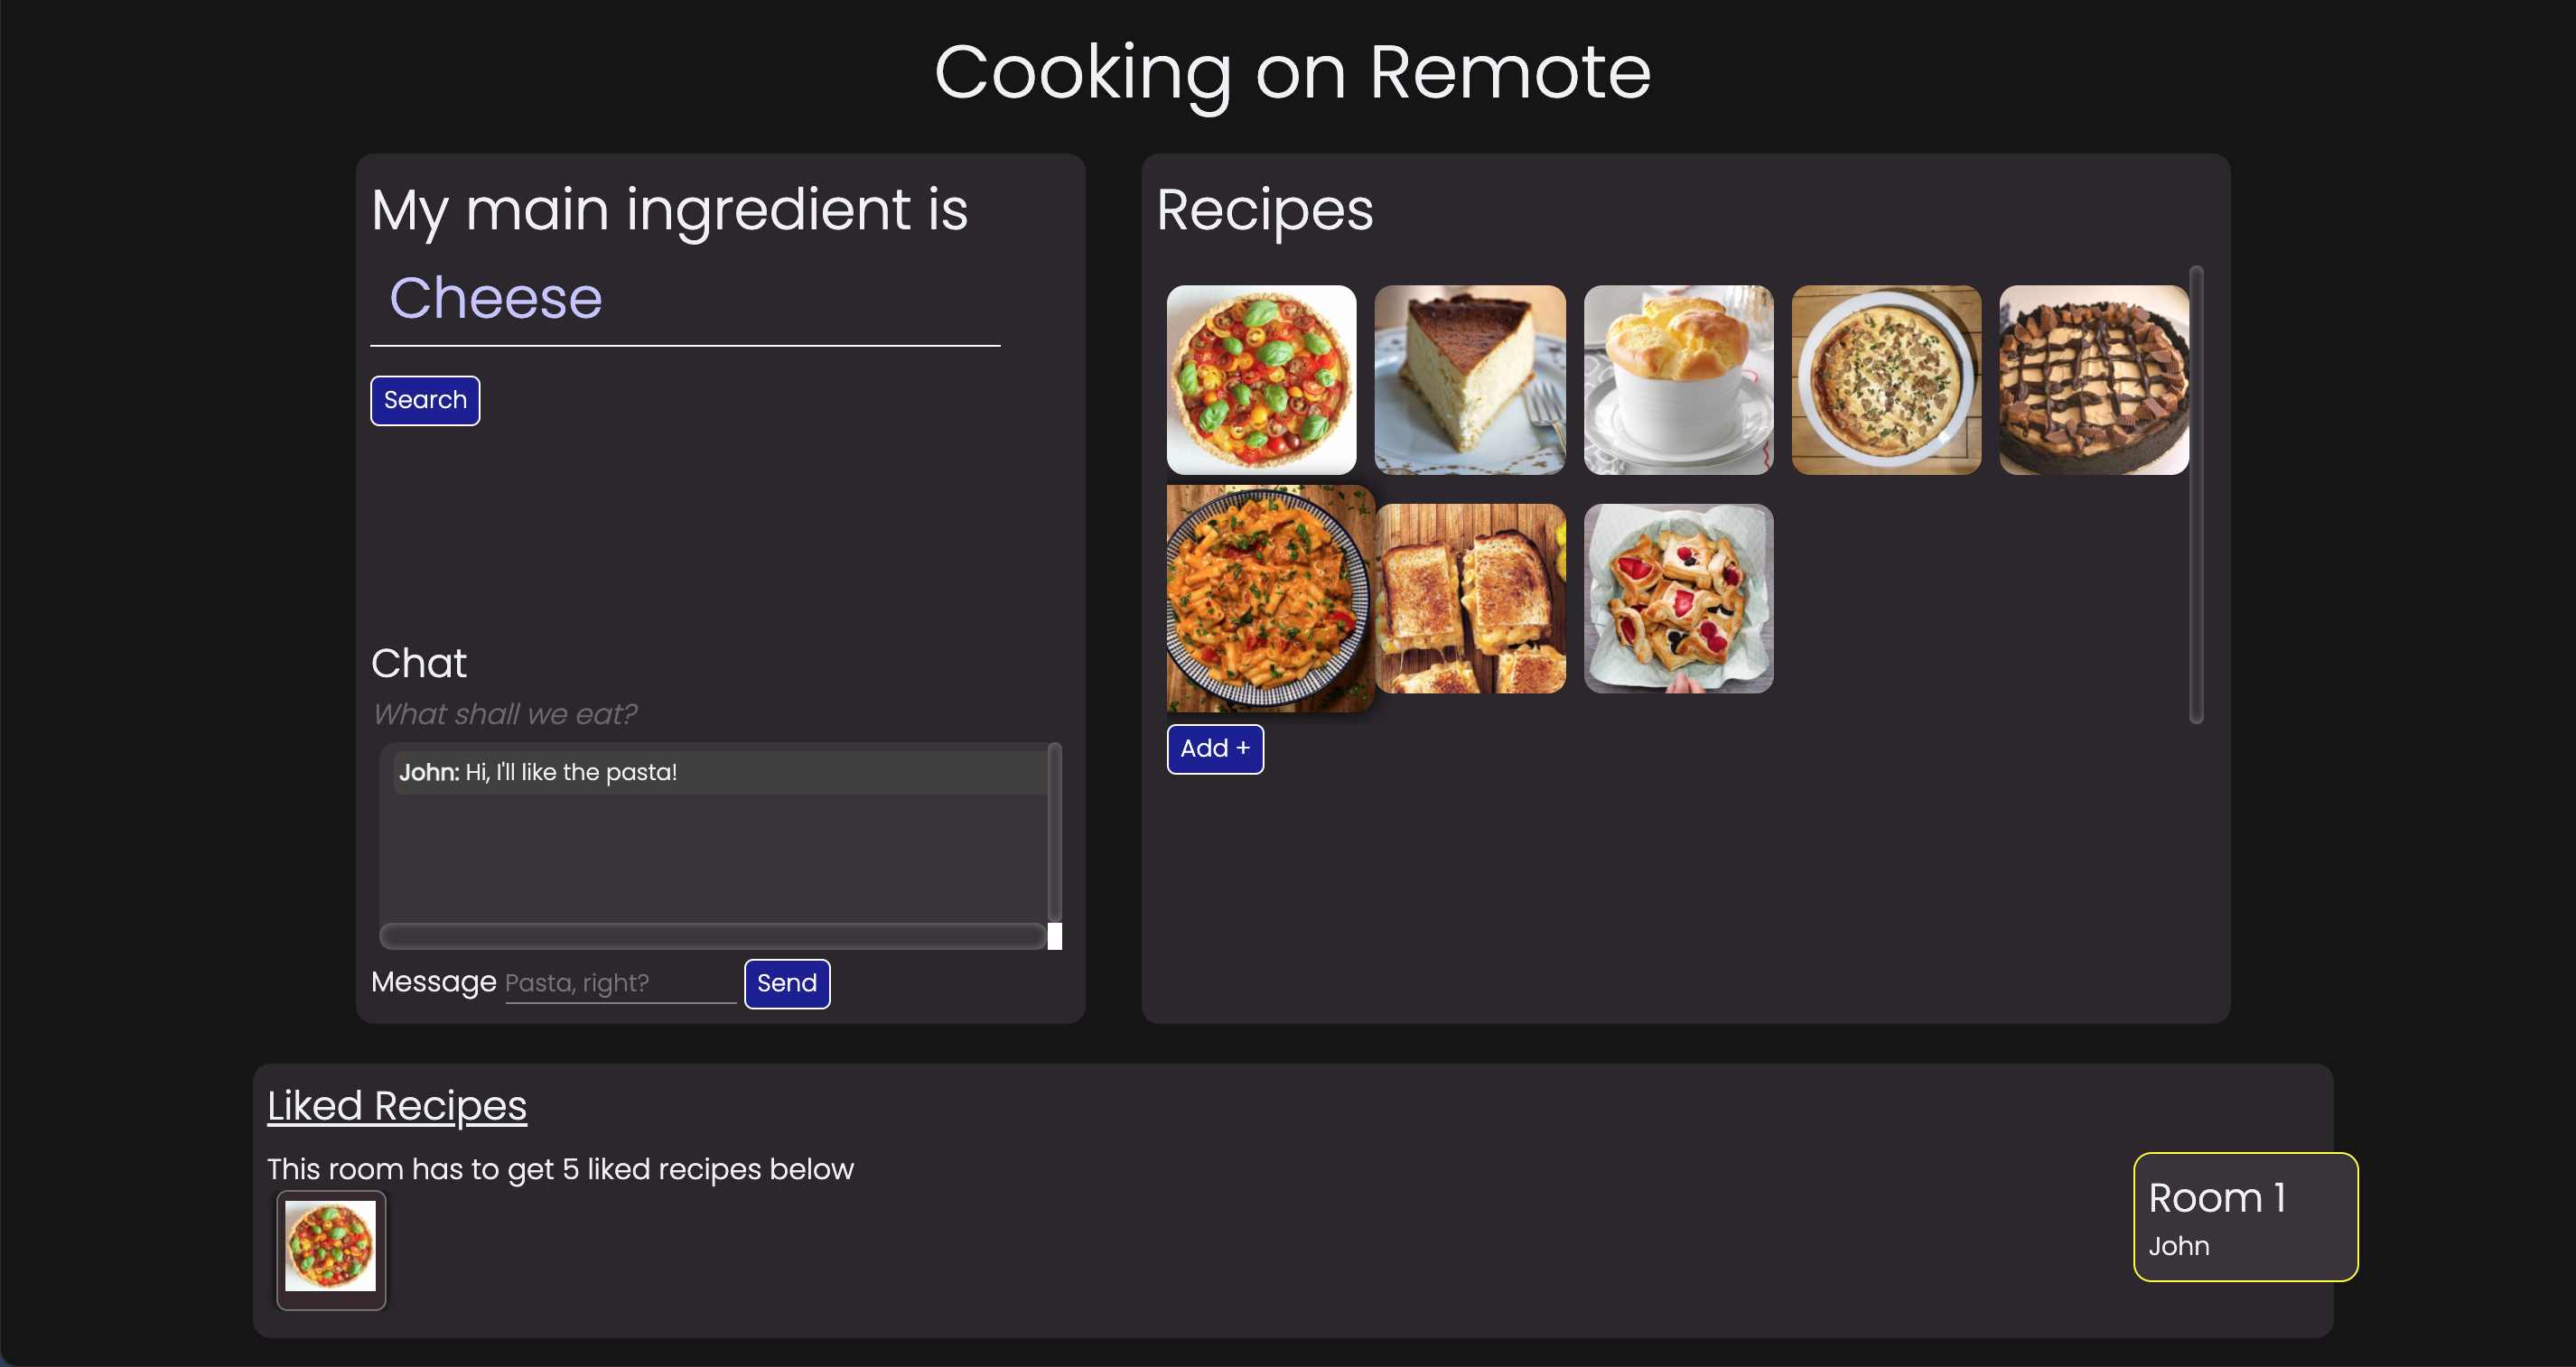 Cooking on Remote
My main ingredient is
Cheese
Search
Chat
What shall we eat?
John: Hi, I'll like the pasta!
Message Pasta, right? Send
Recipes
Add +
Liked Recipes
This room has to get 5 liked recipes below
Room 1
John